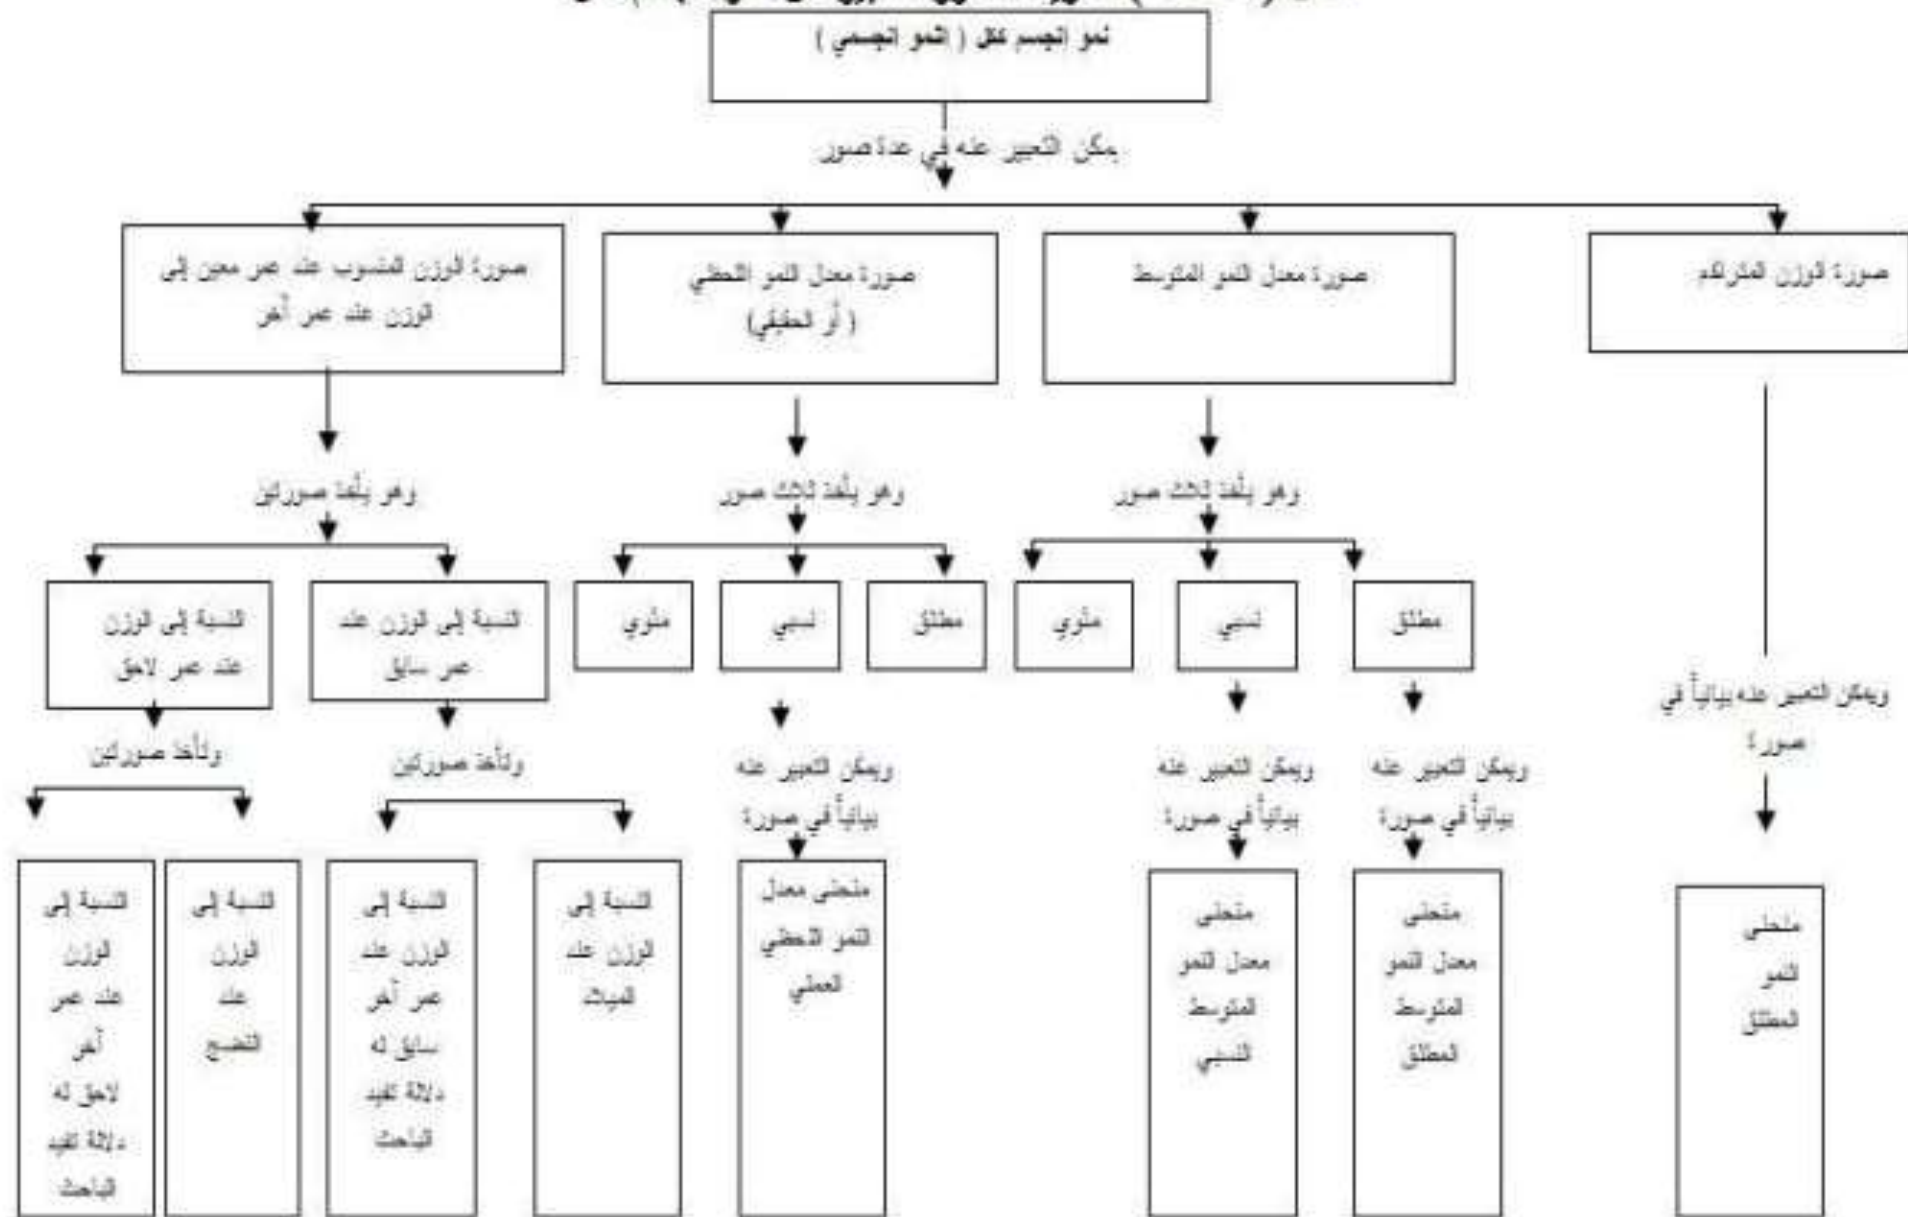 نمو الجسم ككل ( النمو الجسمي )
يمكن التعبير عنه في عدة صور
صورة الوزن المتراكم
صورة معدل النمو المتوسط
صورة معدل النمو اللحظي
( أو الحقيقي)
صورة الوزن المنسوب عند عمر معين إلى
الوزن عند عمر آخر
وهو يأخذ ثلاث صور
وهو يأخذ ثلاث صور
وهو يأخذ صورتين
مطلق
نسبي
مئوي
مطلق
نسبي
مئوي
النسبة إلى الوزن عند
عمر سابق
النسبة إلى الوزن
عند عمر لاحق
ويمكن التعبير عنه بيانياً في
صورة
ويمكن التعبير عنه
بيانياً في صورة
ويمكن التعبير عنه
بيانياً في صورة
ويمكن التعبير عنه
بيانياً في صورة
وتأخذ صورتين
وتأخذ صورتين
منحنى
النمو
المطلق
منحنى
معدل النمو
المتوسط
المطلق
منحنى
معدل النمو
المتوسط
النسبي
منحنى معدل
النمو اللحظي
العملي
النسبة إلى
الوزن عند
الميلاد
النسبة إلى
الوزن عند
عمر آخر
سابق له
دلالة تفيد
الباحث
النسبة إلى
الوزن
عند
النضج
النسبة إلى
الوزن
عند عمر
آخر
لاحق له
دلالة تفيد
الباحث